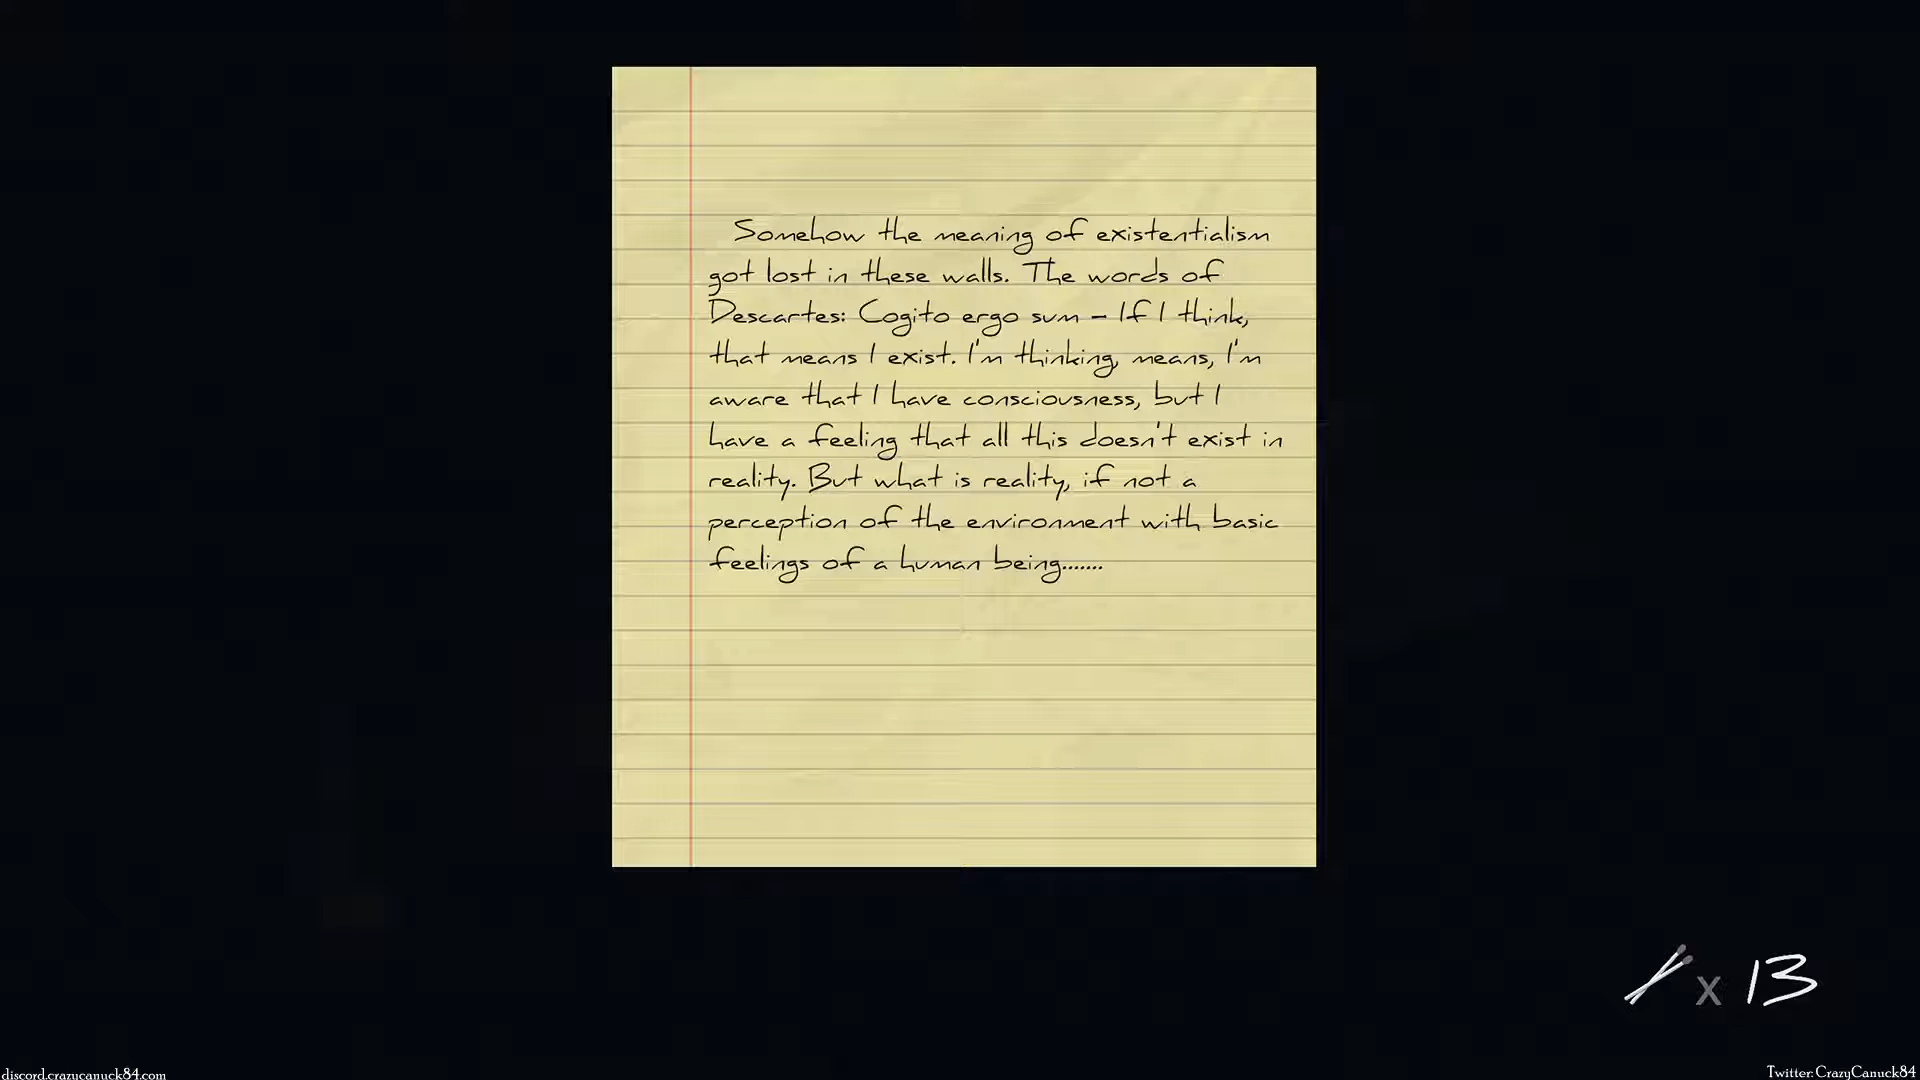 Somehow the meaning of existentialism
got lost in these walls. The words of
Descartes: Cogito ergo sum - If I think,
that means I exist. I'm thinking, means, I'm
aware that I have consciousness, but I
have a feeling that all this doesn't exist in
reality. But what is reality, if not a
perception of the environment with basic
feelings of a human being.......
x 13
discord.crazycanuck84.com
Twitter:CrazyCanuck84